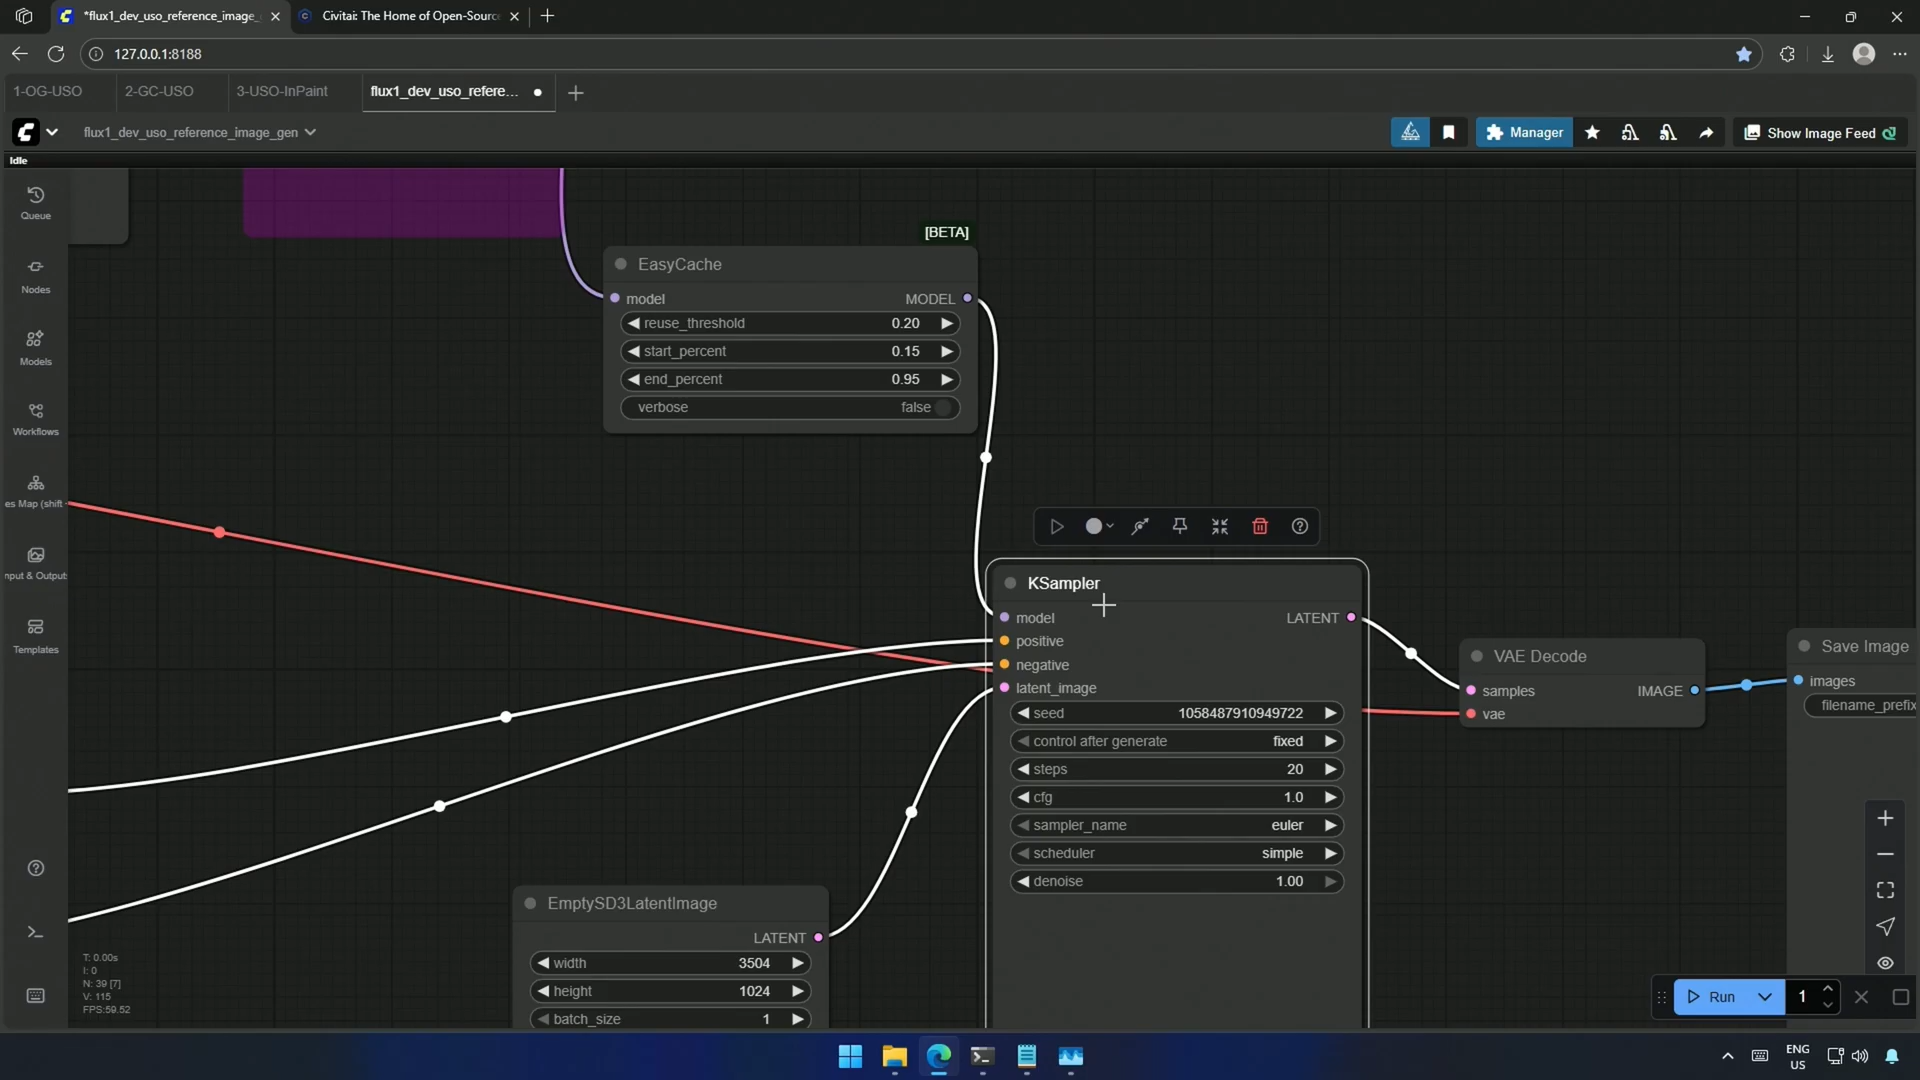 *flux1_dev_uso_reference_image_
Civitai: The Home of Open-Sourc
127.0.0.1:8188
1-OG-USO
2-GC-USO
3-USO-InPaint
flux1_dev_uso_refere...
flux1_dev_uso_reference_image_gen
Manager
Show Image Feed
Idle
Queue
Nodes
Models
Workflows
es Map (shift
nput & Output
Templates
[BETA]
EasyCache
model MODEL
reuse_threshold 0.20
start_percent 0.15
end_percent 0.95
verbose false
KSampler
model LATENT
positive
negative
latent_image
seed 1058487910949722
control after generate fixed
steps 20
cfg 1.0
sampler_name euler
scheduler simple
denoise 1.00
VAE Decode
samples IMAGE
vae
Save Image
images
filename_prefix
EmptySD3LatentImage
LATENT
width 3504
height 1024
batch_size 1
T: 0.00s
I: 0
N: 39 [7]
V: 115
FPS:59.52
Run 1
ENG
US